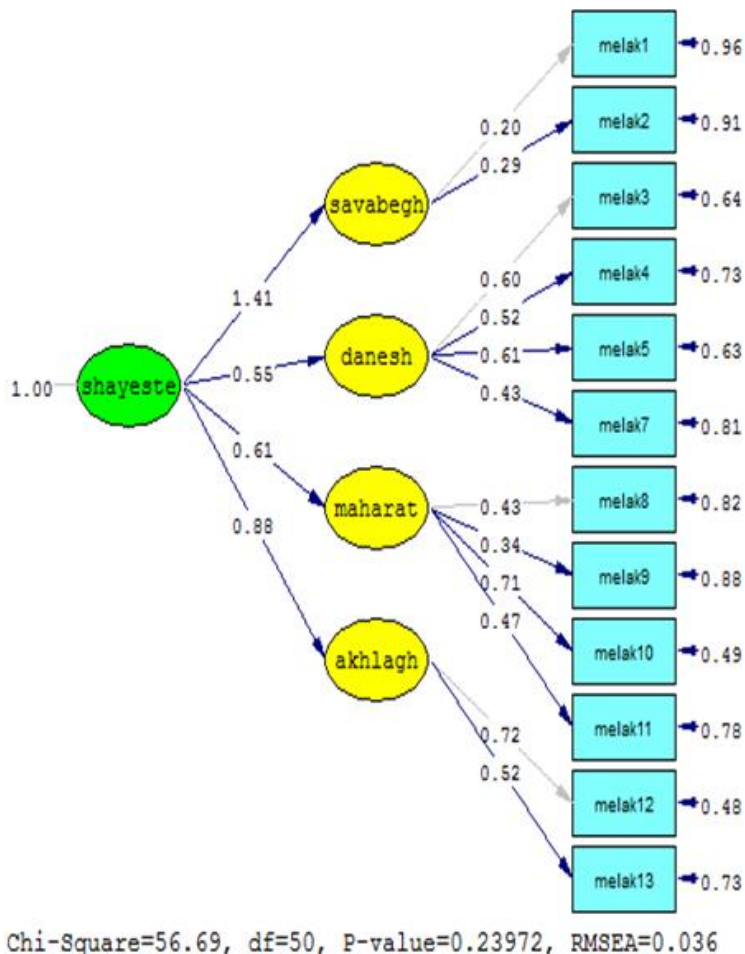 melak1
0.96
0.20
melak2
0.91
0.29
savabegh
melak3
0.64
0.60
melak4
0.73
1.41
0.52
danesh
melak5
0.63
0.61
1.00
shayeste
0.55
0.43
melak7
0.81
0.61
melak8
0.82
maharat
0.43
0.34
0.88
melak9
0.88
0.71
0.47
melak10
0.49
akhlagh
melak11
0.78
0.72
0.52
melak12
0.48
melak13
0.73
Chi-Square=56.69, df=50, P-value=0.23972, RMSEA=0.036